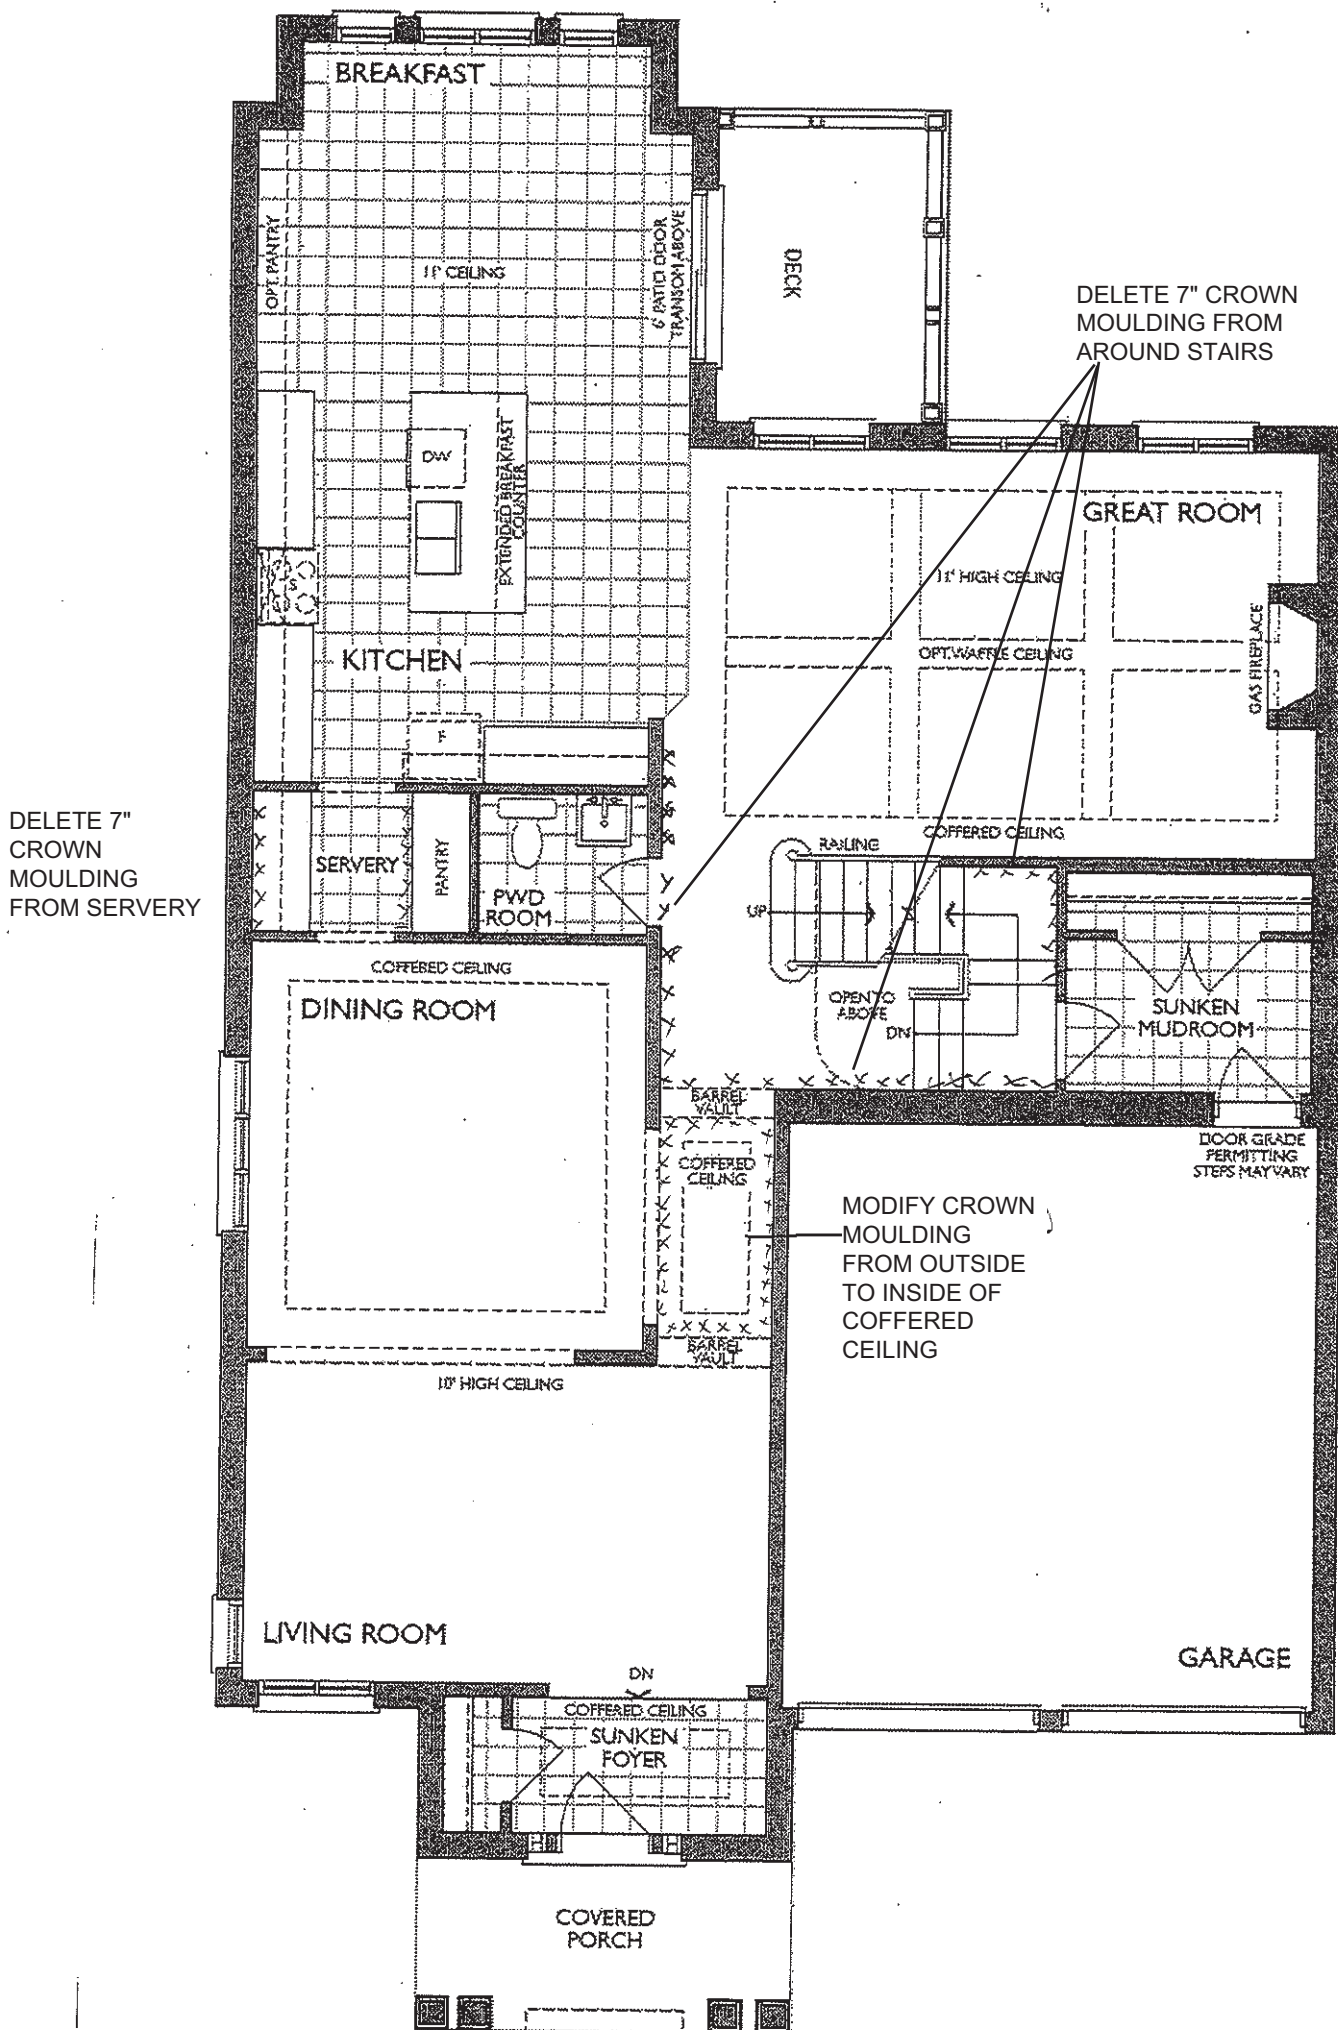 BREAKFAST
OPT. PANTRY
11' CEILING
6' PATIO DOOR
TRANSOM ABOVE
DECK
DELETE 7" CROWN
MOULDING FROM
AROUND STAIRS
DW
EXTENDED BREAKFAST
COUNTER
GREAT ROOM
11' HIGH CEILING
S
KITCHEN
OPT. WAFFLE CEILING
GAS FIREPLACE
F
DELETE 7"
CROWN
MOULDING
FROM SERVERY
COFFERED CEILING
RAILING
SERVERY
PANTRY
PWD
ROOM
UP
COFFERED CEILING
DINING ROOM
OPEN TO
ABOVE
DN
SUNKEN
MUDROOM
BARREL
VAULT
COFFERED
CEILING
DOOR GRADE
PERMITTING
STEPS MAY VARY
MODIFY CROWN
MOULDING
FROM OUTSIDE
TO INSIDE OF
COFFERED
CEILING
BARREL
VAULT
10' HIGH CEILING
LIVING ROOM
GARAGE
DN
COFFERED CEILING
SUNKEN
FOYER
COVERED
PORCH